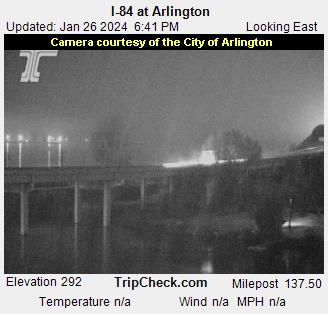 I-84 at Arlington
Updated: Jan 26 2024 6:41 PM Looking East
Camera courtesy of the City of Arlington
Elevation 292 TripCheck.com Milepost 137.50
Temperature n/a Wind n/a MPH n/a